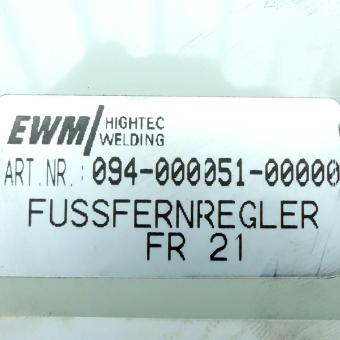 EWM HIGHTEC WELDING
ART.NR.: 094-000051-00000
FUSSFERNREGLER
FR 21